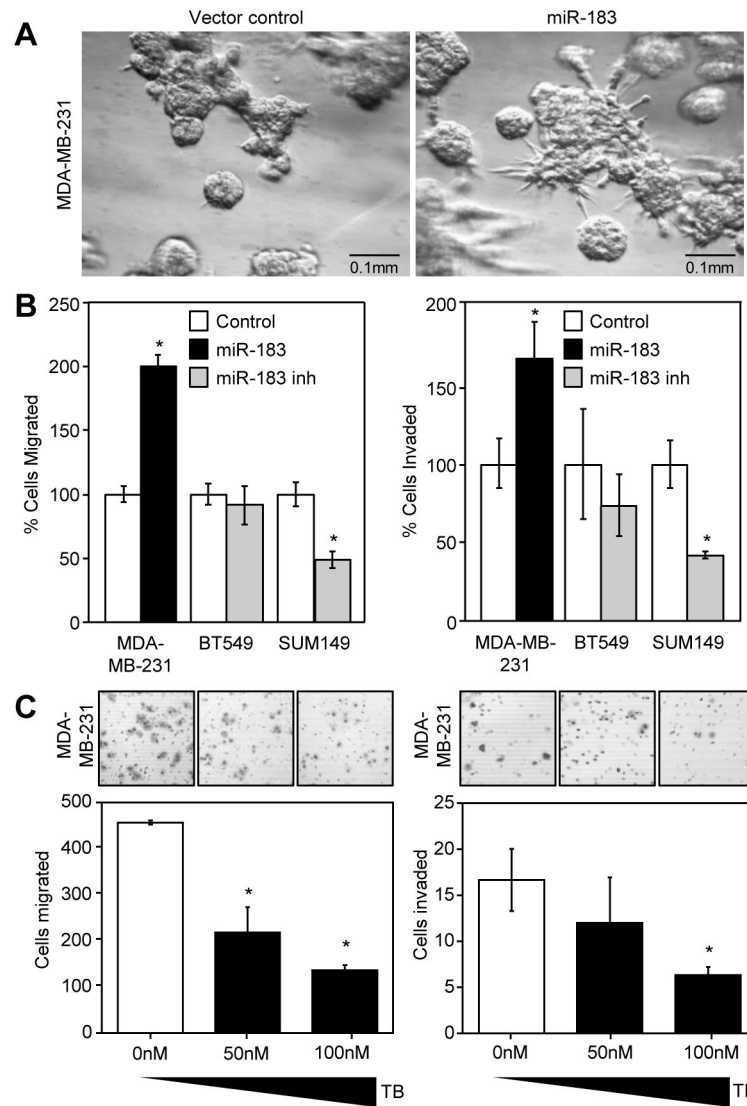 Vector control
miR-183
A
MDA-MB-231
0.1mm
0.1mm
B
250
200
150
100
50
0
% Cells Migrated
*
*
Control
miR-183
miR-183 inh
MDA-
MB-231
BT549
SUM149
200
150
100
50
0
% Cells Invaded
*
*
Control
miR-183
miR-183 inh
MDA-MB-
231
BT549
SUM149
C
MDA-
MB-231
500
400
300
200
100
0
Cells migrated
*
*
0nM
50nM
100nM
TB
MDA-
MB-231
25
20
15
10
5
0
Cells invaded
*
0nM
50nM
100nM